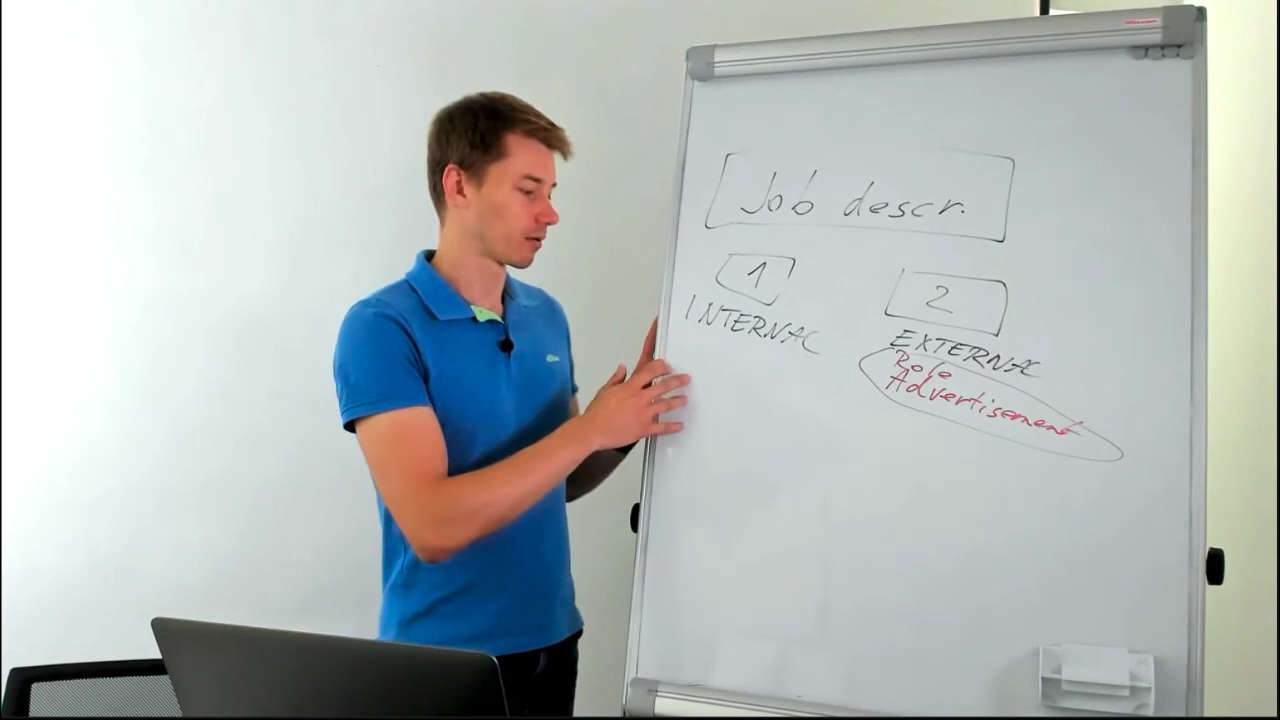 Job descr.
1
INTERNAL
2
EXTERNAL
Role
Advertisement